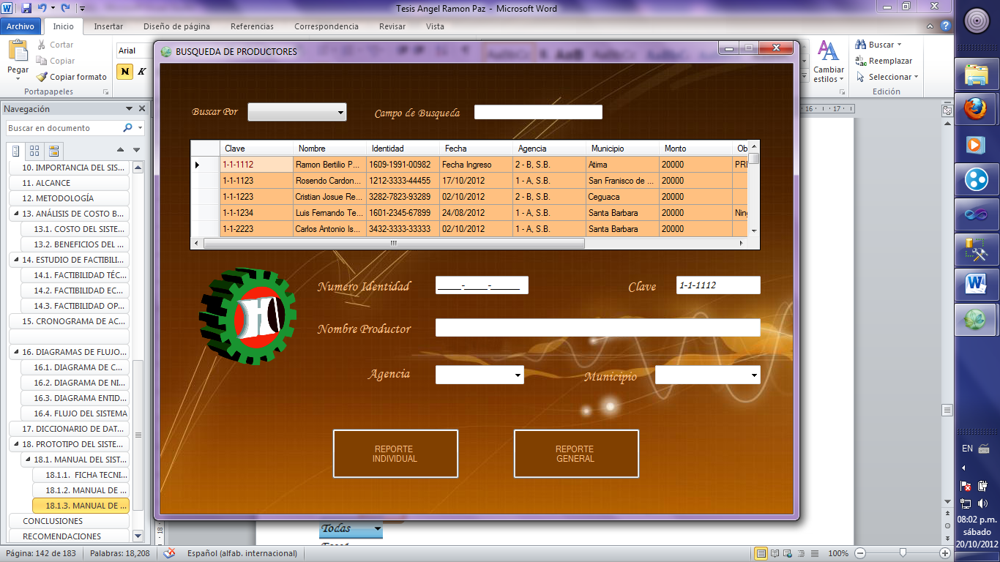 Tesis Angel Ramon Paz - Microsoft Word
Archivo Inicio Insertar Diseño de página Referencias Correspondencia Revisar Vista
Pegar
Cortar
Copiar
Copiar formato
Portapapeles
Arial
N K
Cambiar estilos
Buscar
Reemplazar
Seleccionar
Edición
Navegación
Buscar en documento
10. IMPORTANCIA DEL SIS...
11. ALCANCE
12. METODOLOGÍA
13. ANÁLISIS DE COSTO B...
13.1. COSTO DEL SISTE...
13.2. BENEFICIOS DEL ...
14. ESTUDIO DE FACTIBILI...
14.1. FACTIBILIDAD TÉC...
14.2. FACTIBILIDAD EC...
14.3. FACTIBILIDAD OP...
15. CRONOGRAMA DE AC...
16. DIAGRAMAS DE FLUJO...
16.1. DIAGRAMA DE C...
16.2. DIAGRAMA DE NI...
16.3. DIAGRAMA ENTID...
16.4. FLUJO DEL SISTEMA
17. DICCIONARIO DE DAT...
18. PROTOTIPO DEL SISTE...
18.1. MANUAL DEL SIST...
18.1.1. FICHA TECNI...
18.1.2. MANUAL DE ...
18.1.3. MANUAL DE ...
CONCLUSIONES
RECOMENDACIONES
BUSQUEDA DE PRODUCTORES
Buscar Por Campo de Busqueda
Clave Nombre Identidad Fecha Agencia Municipio Monto Ob
1-1-1112 Ramon Bertilio P... 1609-1991-00982 Fecha Ingreso 2 - B, S.B. Atima 20000 PRI
1-1-1123 Rosendo Cardon... 1212-3333-44455 17/10/2012 1 - A, S.B. San Franisco de ... 20000
1-1-1223 Cristian Josue Re... 3282-7823-93289 02/10/2012 2 - B, S.B. Ceguaca 20000
1-1-1234 Luis Fernando Te... 1601-2345-67899 24/08/2012 1 - A, S.B. Santa Barbara 20000 Ning
1-1-2223 Carlos Antonio Is... 3432-3333-33333 02/10/2012 1 - A, S.B. Santa Barbara 20000
Numero Identidad ____-____-_____ Clave 1-1-1112
Nombre Productor
Agencia Municipio
REPORTE INDIVIDUAL
REPORTE GENERAL
16 17
18
Todas
Página: 142 de 183 Palabras: 18,208 Español (alfab. internacional) 100%
EN
08:02 p.m.
sábado
20/10/2012